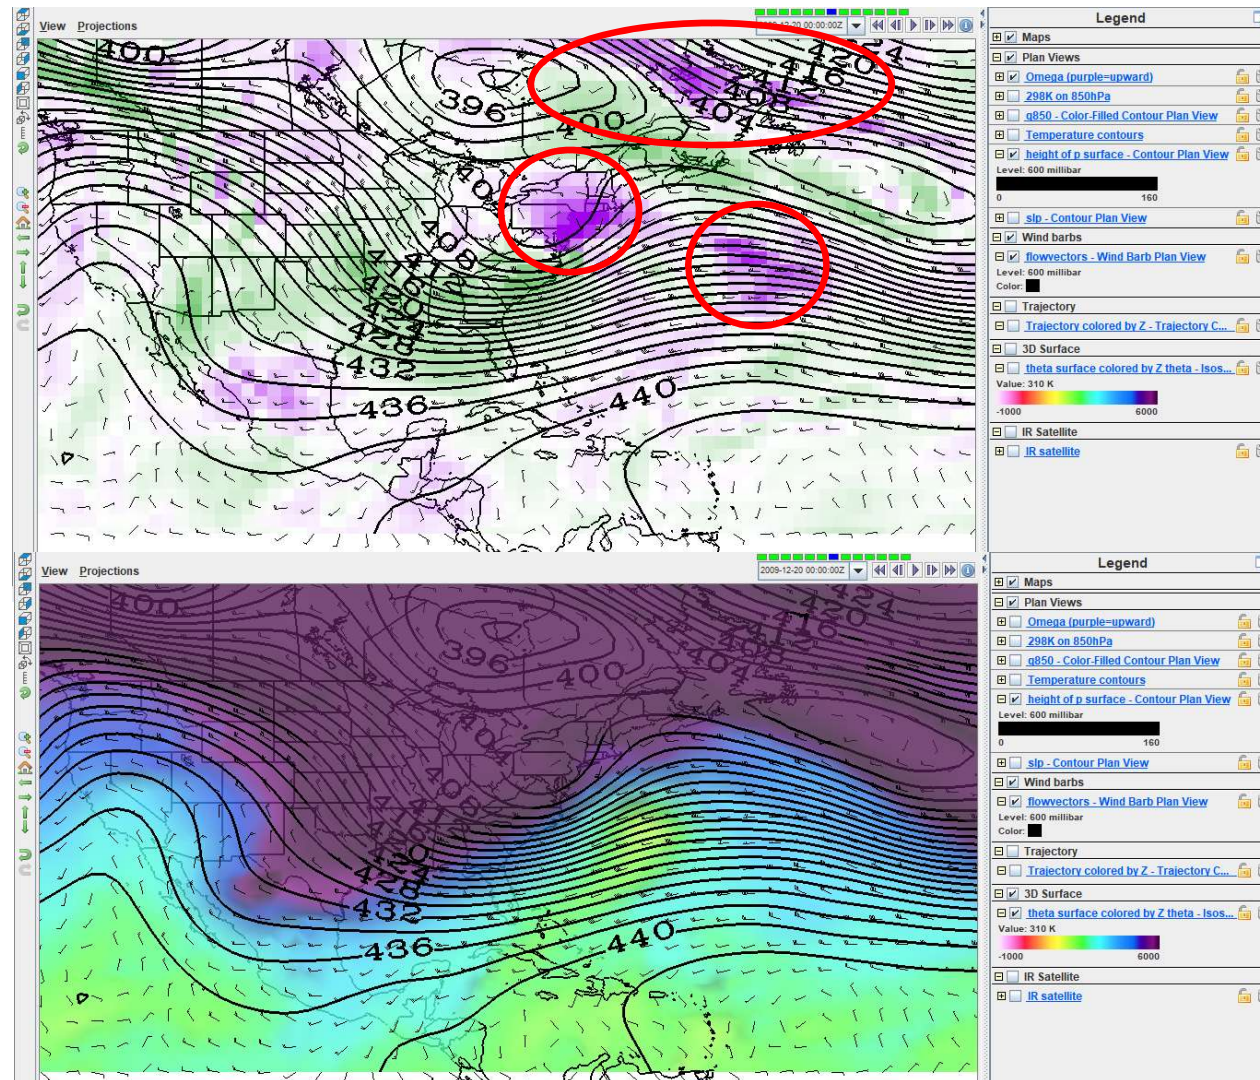 View Projections
2009-12-20 00:00:00Z
400
396
400
404
408
416
412
420
424
408
412
416
420
424
428
432
436
440
Legend
Maps
Plan Views
Omega (purple=upward)
298K on 850hPa
q850 - Color-Filled Contour Plan View
Temperature contours
height of p surface - Contour Plan View
Level: 600 millibar
0 160
slp - Contour Plan View
Wind barbs
flowvectors - Wind Barb Plan View
Level: 600 millibar
Color:
Trajectory
Trajectory colored by Z - Trajectory C...
3D Surface
theta surface colored by Z theta - Isos...
Value: 310 K
-1000 6000
IR Satellite
IR satellite
View Projections
2009-12-20 00:00:00Z
400
396
400
404
416
420
424
404
408
420
424
428
432
436
440
Legend
Maps
Plan Views
Omega (purple=upward)
298K on 850hPa
q850 - Color-Filled Contour Plan View
Temperature contours
height of p surface - Contour Plan View
Level: 600 millibar
0 160
slp - Contour Plan View
Wind barbs
flowvectors - Wind Barb Plan View
Level: 600 millibar
Color:
Trajectory
Trajectory colored by Z - Trajectory C...
3D Surface
theta surface colored by Z theta - Isos...
Value: 310 K
-1000 6000
IR Satellite
IR satellite